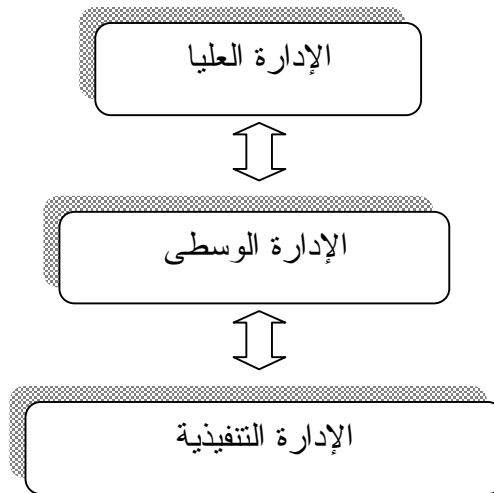 الإدارة العليا
الإدارة الوسطى
الإدارة التنفيذية